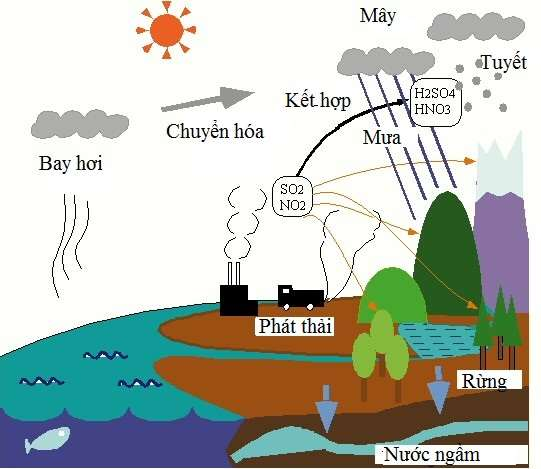 Mây
Tuyết
H2SO4
HNO3
Kết hợp
Chuyển hóa
Mưa
Bay hơi
SO2
NO2
Phát thải
Rừng
Nước ngầm